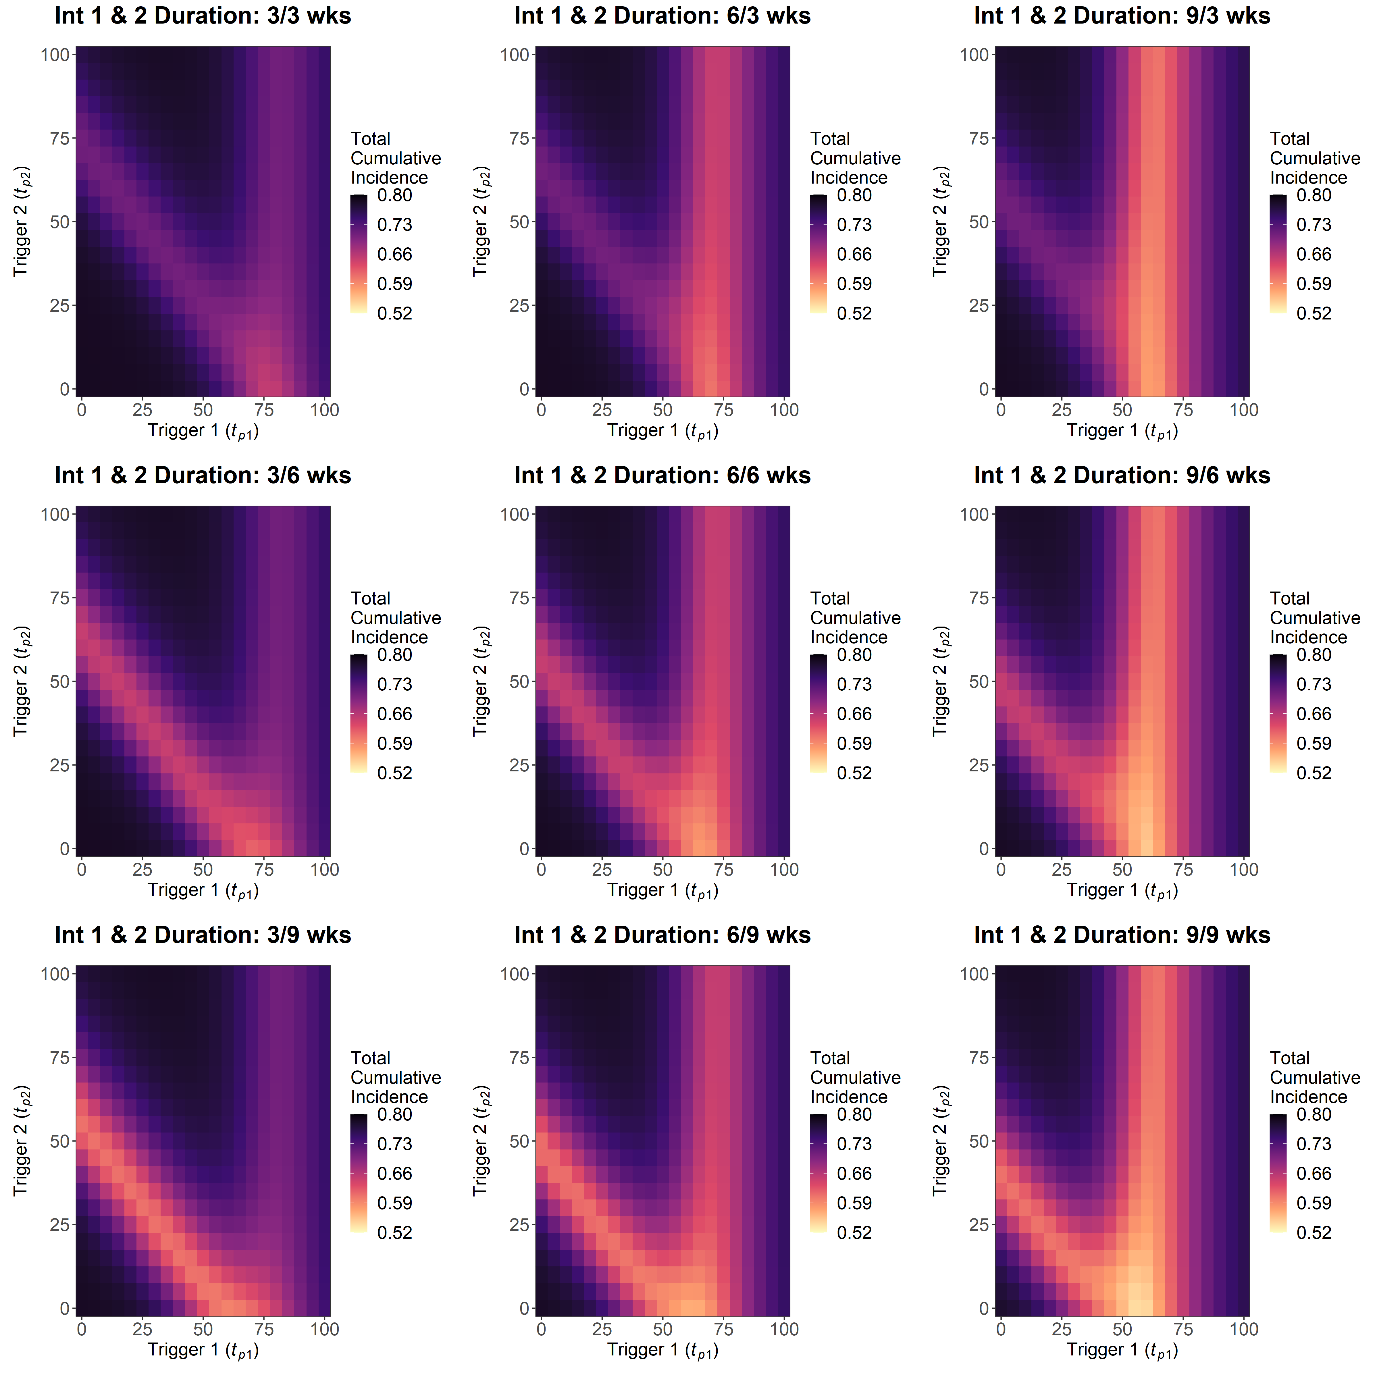 Int 1 & 2 Duration: 3/3 wks
100
75
50
25
0
Trigger 2 (tp2)
0 25 50 75 100
Trigger 1 (tp1)
Total
Cumulative
Incidence
0.80
0.73
0.66
0.59
0.52
Int 1 & 2 Duration: 6/3 wks
100
75
50
25
0
Trigger 2 (tp2)
0 25 50 75 100
Trigger 1 (tp1)
Total
Cumulative
Incidence
0.80
0.73
0.66
0.59
0.52
Int 1 & 2 Duration: 9/3 wks
100
75
50
25
0
Trigger 2 (tp2)
0 25 50 75 100
Trigger 1 (tp1)
Total
Cumulative
Incidence
0.80
0.73
0.66
0.59
0.52
Int 1 & 2 Duration: 3/6 wks
100
75
50
25
0
Trigger 2 (tp2)
0 25 50 75 100
Trigger 1 (tp1)
Total
Cumulative
Incidence
0.80
0.73
0.66
0.59
0.52
Int 1 & 2 Duration: 6/6 wks
100
75
50
25
0
Trigger 2 (tp2)
0 25 50 75 100
Trigger 1 (tp1)
Total
Cumulative
Incidence
0.80
0.73
0.66
0.59
0.52
Int 1 & 2 Duration: 9/6 wks
100
75
50
25
0
Trigger 2 (tp2)
0 25 50 75 100
Trigger 1 (tp1)
Total
Cumulative
Incidence
0.80
0.73
0.66
0.59
0.52
Int 1 & 2 Duration: 3/9 wks
100
75
50
25
0
Trigger 2 (tp2)
0 25 50 75 100
Trigger 1 (tp1)
Total
Cumulative
Incidence
0.80
0.73
0.66
0.59
0.52
Int 1 & 2 Duration: 6/9 wks
100
75
50
25
0
Trigger 2 (tp2)
0 25 50 75 100
Trigger 1 (tp1)
Total
Cumulative
Incidence
0.80
0.73
0.66
0.59
0.52
Int 1 & 2 Duration: 9/9 wks
100
75
50
25
0
Trigger 2 (tp2)
0 25 50 75 100
Trigger 1 (tp1)
Total
Cumulative
Incidence
0.80
0.73
0.66
0.59
0.52